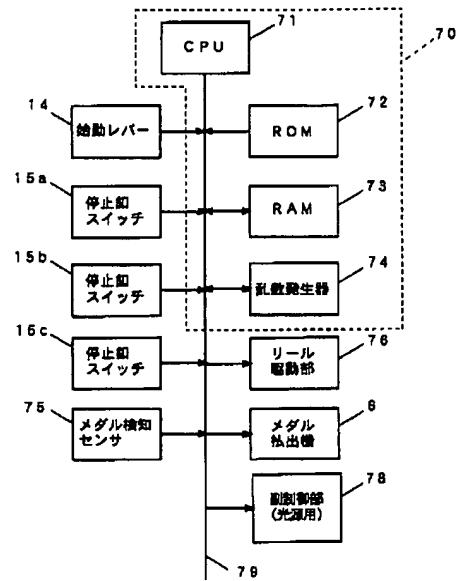 71
CPU
70
14
始動レバー
72
ROM
15a
停止釦
スイッチ
73
RAM
15b
停止釦
スイッチ
74
乱数発生器
15c
停止釦
スイッチ
76
リール
駆動部
75
メダル検知
センサ
6
メダル
払出機
78
副制御部
(光源用)
79